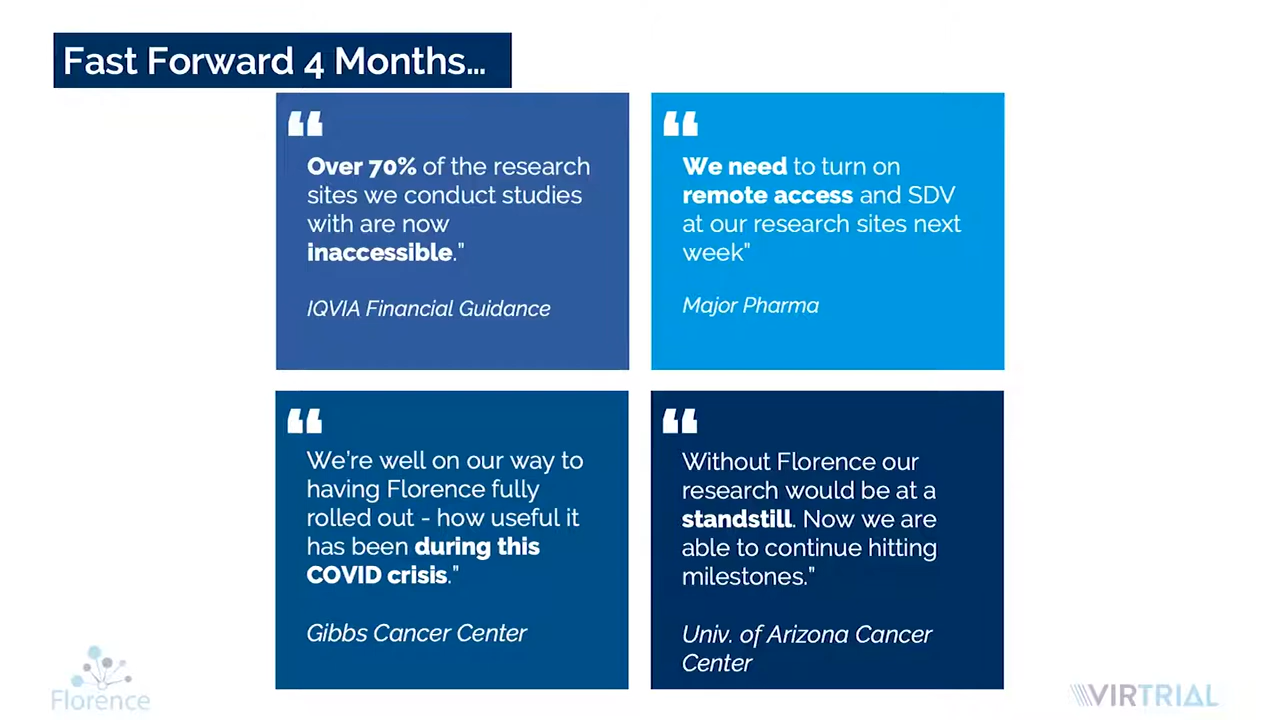 Fast Forward 4 Months...
❝
Over 70% of the research
sites we conduct studies
with are now
inaccessible."
IQVIA Financial Guidance
❝
We need to turn on
remote access and SDV
at our research sites next
week"
Major Pharma
❝
We're well on our way to
having Florence fully
rolled out - how useful it
has been during this
COVID crisis."
Gibbs Cancer Center
❝
Without Florence our
research would be at a
standstill. Now we are
able to continue hitting
milestones."
Univ. of Arizona Cancer
Center
Florence
VIRTRIAL